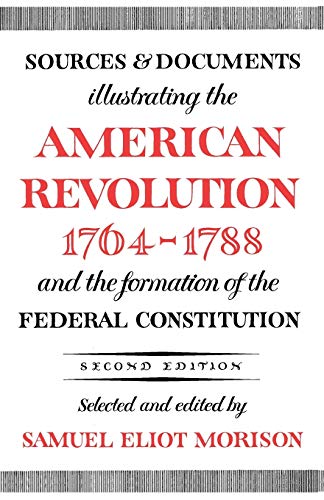 SOURCES & DOCUMENTS
illustrating the
AMERICAN
REVOLUTION
1764-1788
and the formation of the
FEDERAL CONSTITUTION
SECOND EDITION
Selected and edited by
SAMUEL ELIOT MORISON